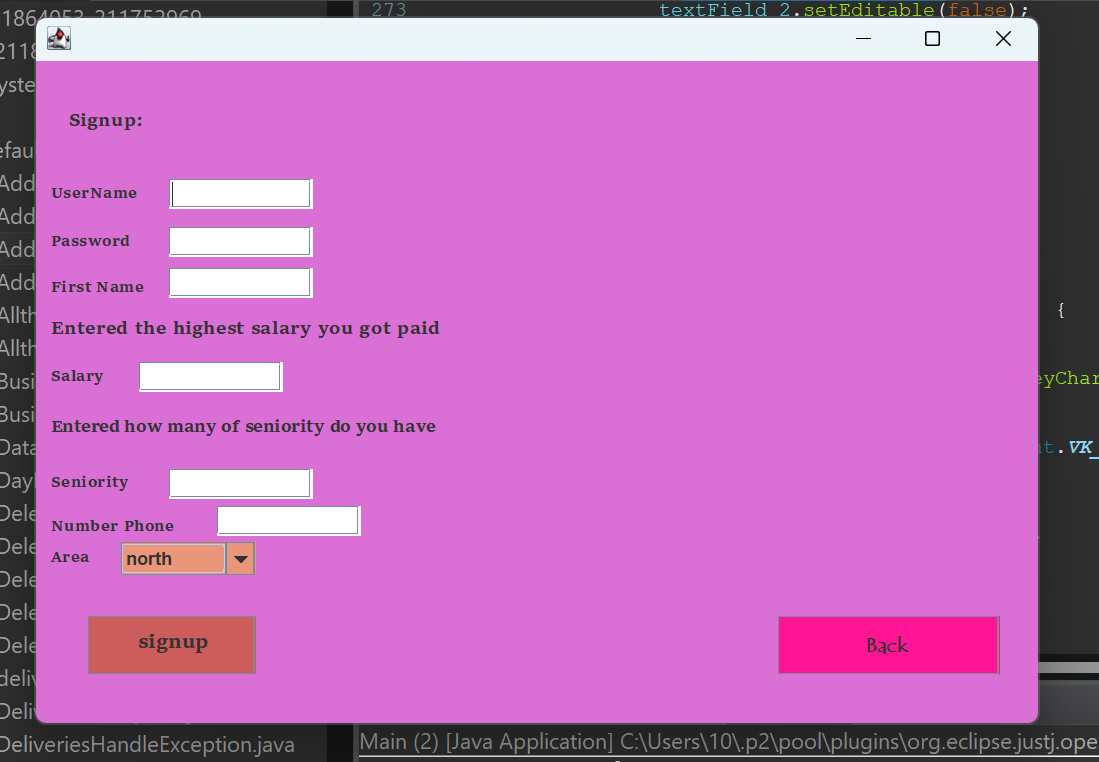 11864053_211752969
273
textField_2.setEditable(false);
2118
yste
Signup:
efau
Add
UserName
Add
Password
Add
Add
First Name
Allth
{
Entered the highest salary you got paid
Allth
Busi
Salary
eyChar
Busi
Entered how many of seniority do you have
Data
nt.VK_
Day
Seniority
Dele
Number Phone
Dele
Area
north
Dele
Dele
Dele
signup
Back
deliv
Deli
DeliveriesHandleException.java
Main (2) [Java Application] C:\Users\10\.p2\pool\plugins\org.eclipse.justj.ope